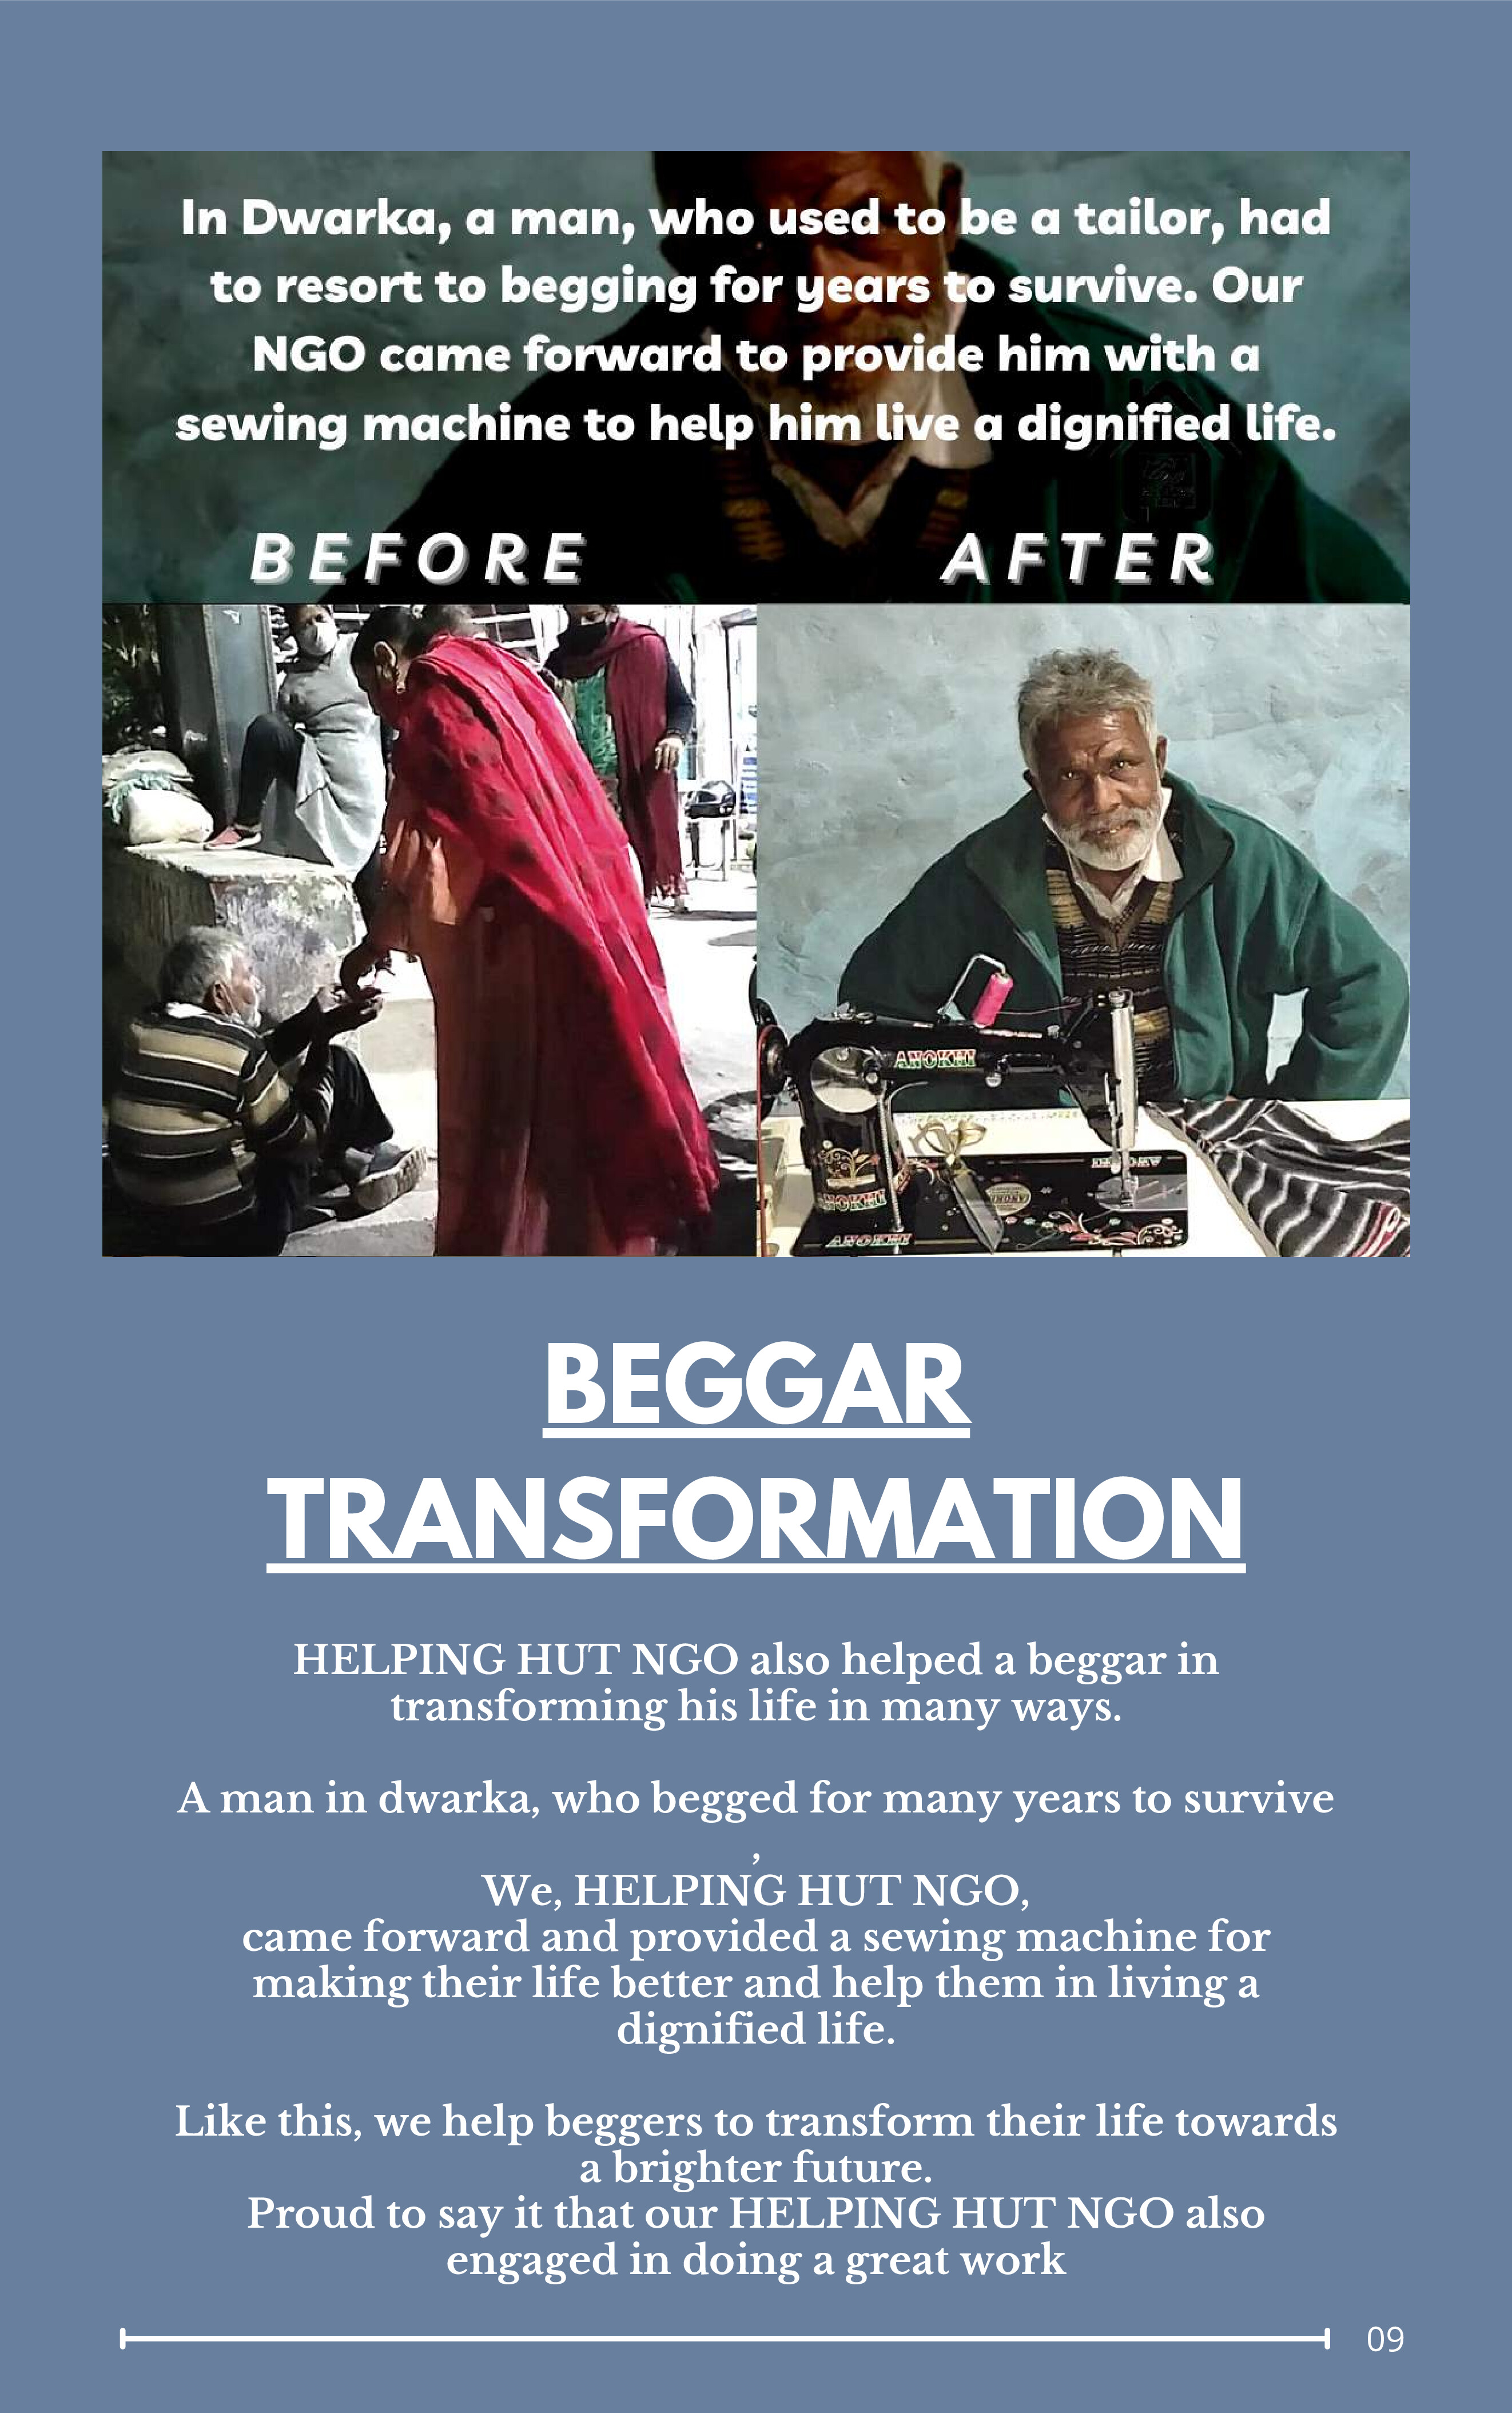 In Dwarka, a man, who used to be a tailor, had
to resort to begging for years to survive. Our
NGO came forward to provide him with a
sewing machine to help him live a dignified life.
BEFORE
AFTER
ANOKHI
ANOKHI
ANOKHI
ANOKHI
BEGGAR
TRANSFORMATION
HELPING HUT NGO also helped a beggar in
transforming his life in many ways.
A man in dwarka, who begged for many years to survive
,
We, HELPING HUT NGO,
came forward and provided a sewing machine for
making their life better and help them in living a
dignified life.
Like this, we help beggers to transform their life towards
a brighter future.
Proud to say it that our HELPING HUT NGO also
engaged in doing a great work
09